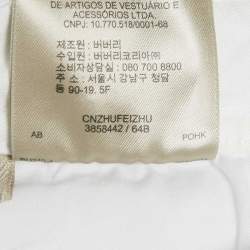 DE ARTIGOS DE VESTUÁRIO E
ACESSÓRIOS LTDA.
CNPJ: 10.770.518/0001-68
제조원 : 버버리
수입원 : 버버리코리아㈜
소비자상담실 : 080 700 8800
주소 : 서울시 강남구 청담
동 90-19. 5F
CNZHUFEIZHU
3858442 / 64B
AB
POHK